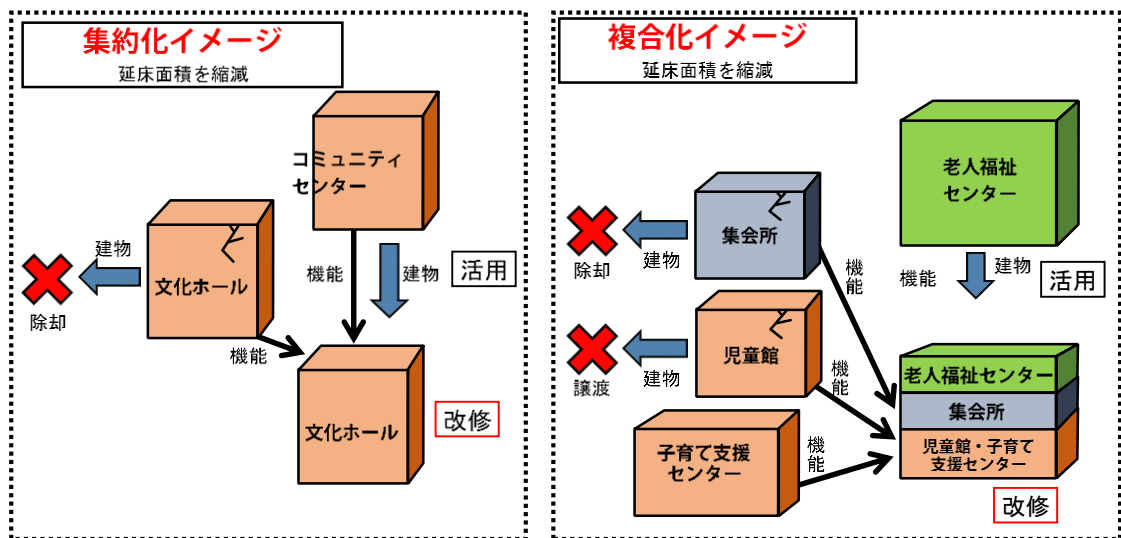 集約化イメージ
延床面積を縮減
コミュニティ
センター
建物
文化ホール
除却
機能
建物
活用
機能
文化ホール
改修
複合化イメージ
延床面積を縮減
老人福祉
センター
集会所
建物
除却
機能
機能
建物
活用
児童館
建物
譲渡
機能
子育て支援
センター
機能
老人福祉センター
集会所
児童館・子育て
支援センター
改修